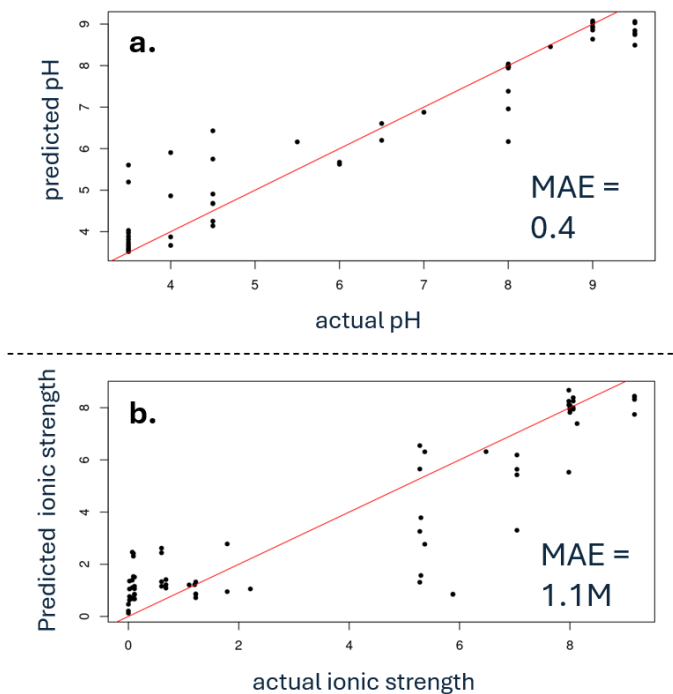 a.
9
8
7
6
5
4
predicted pH
MAE =
0.4
4 5 6 7 8 9
actual pH
b.
8
6
4
2
0
Predicted ionic strength
MAE =
1.1M
0 2 4 6 8
actual ionic strength